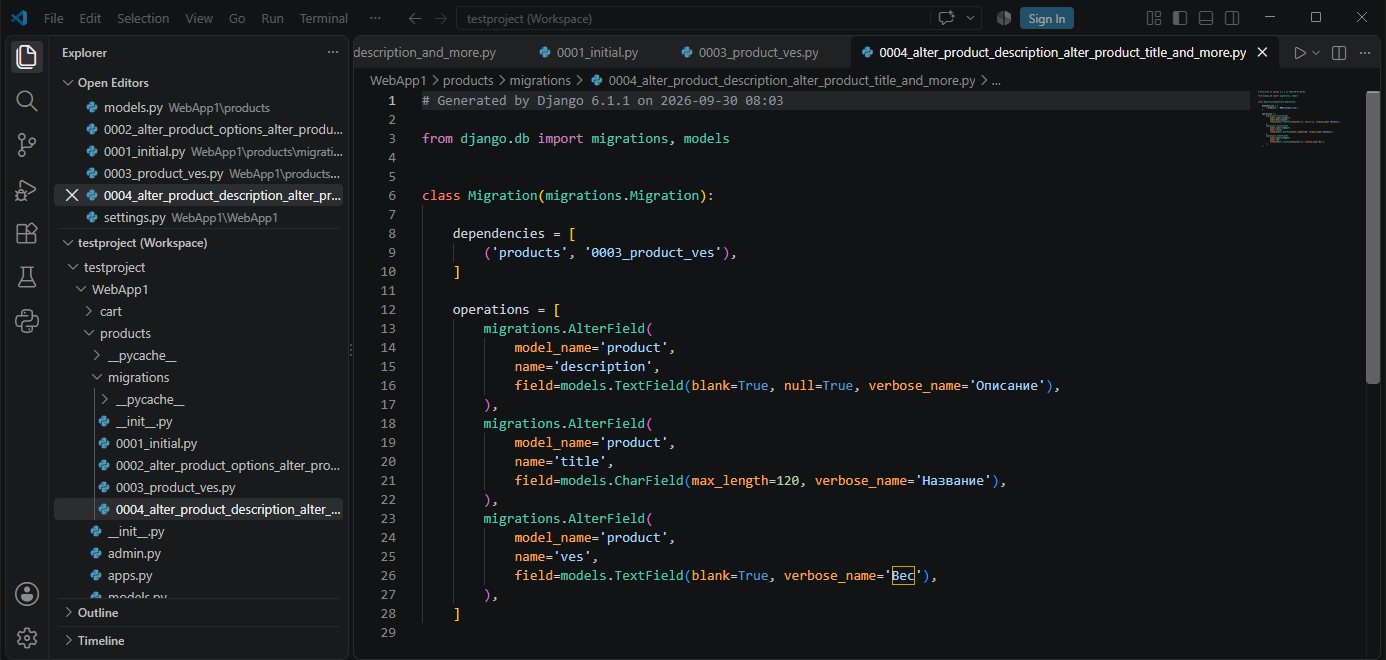 File Edit Selection View Go Run Terminal ··· testproject (Workspace) Sign In
Explorer ···
Open Editors
models.py WebApp1\products
0002_alter_product_options_alter_produ...
0001_initial.py WebApp1\products\migrati...
0003_product_ves.py WebApp1\products...
0004_alter_product_description_alter_pr...
settings.py WebApp1\WebApp1
testproject (Workspace)
testproject
WebApp1
cart
products
__pycache__
migrations
__pycache__
__init__.py
0001_initial.py
0002_alter_product_options_alter_pro...
0003_product_ves.py
0004_alter_product_description_alter_...
__init__.py
admin.py
apps.py
models.py
Outline
Timeline
description_and_more.py 0001_initial.py 0003_product_ves.py 0004_alter_product_description_alter_product_title_and_more.py
WebApp1 > products > migrations > 0004_alter_product_description_alter_product_title_and_more.py > ...
1 # Generated by Django 6.1.1 on 2026-09-30 08:03
2
3 from django.db import migrations, models
4
5
6 class Migration(migrations.Migration):
7
8 dependencies = [
9 ('products', '0003_product_ves'),
10 ]
11
12 operations = [
13 migrations.AlterField(
14 model_name='product',
15 name='description',
16 field=models.TextField(blank=True, null=True, verbose_name='Описание'),
17 ),
18 migrations.AlterField(
19 model_name='product',
20 name='title',
21 field=models.CharField(max_length=120, verbose_name='Название'),
22 ),
23 migrations.AlterField(
24 model_name='product',
25 name='ves',
26 field=models.TextField(blank=True, verbose_name='Вес'),
27 ),
28 ]
29